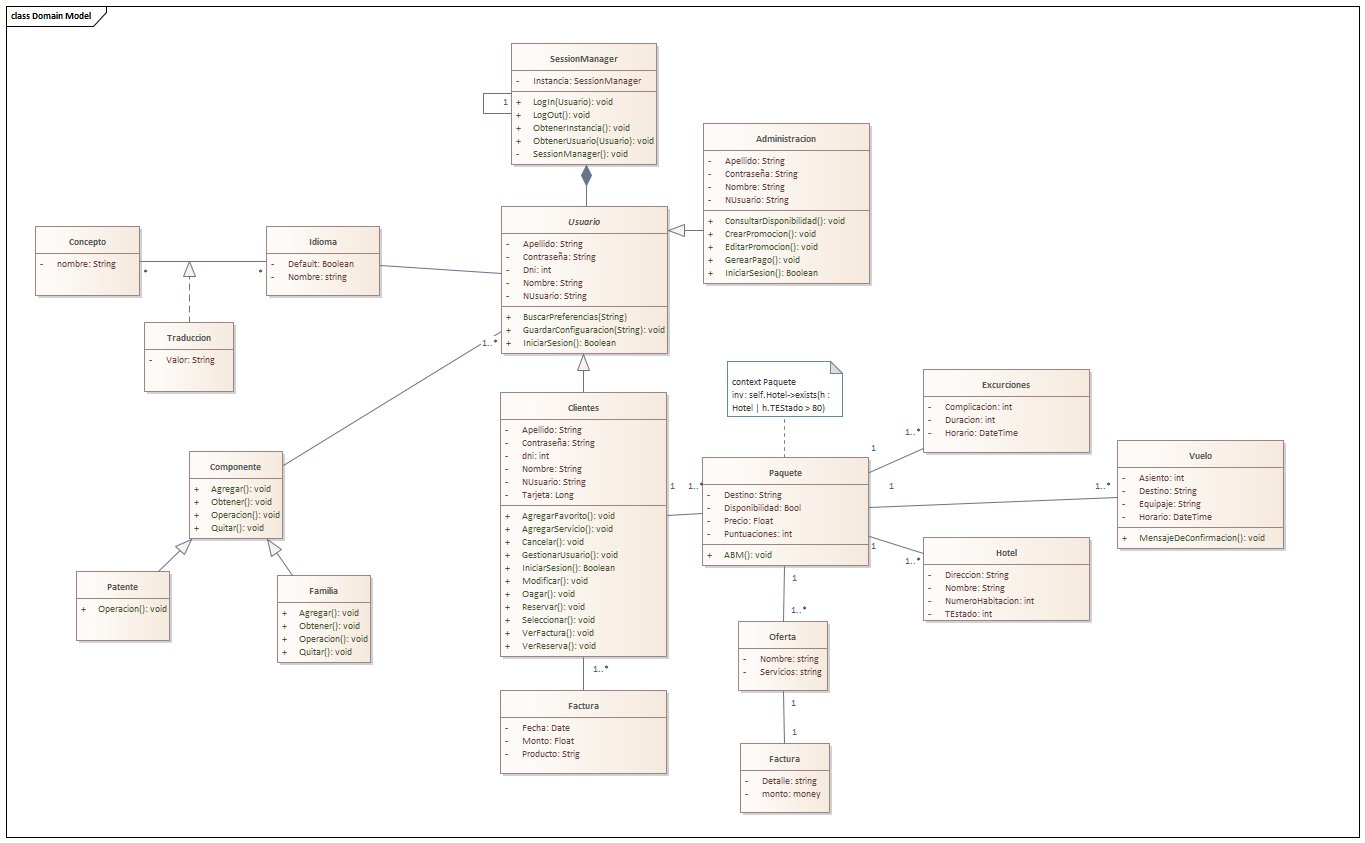 class Domain Model
SessionManager
- Instancia: SessionManager
+ LogIn(Usuario): void
+ LogOut(): void
+ ObtenerInstancia(): void
+ ObtenerUsuario(Usuario): void
- SessionManager(): void
1
Administracion
- Apellido: String
- Contraseña: String
- Nombre: String
- NUsuario: String
+ ConsultarDisponibilidad(): void
+ CrearPromocion(): void
+ EditarPromocion(): void
+ GerearPago(): void
+ IniciarSesion(): Boolean
Usuario
- Apellido: String
- Contraseña: String
- Dni: int
- Nombre: String
- NUsuario: String
+ BuscarPreferencias(String)
+ GuardarConfiguaracion(String): void
+ IniciarSesion(): Boolean
1..*
Concepto
- nombre: String
*
*
Idioma
- Default: Boolean
- Nombre: string
Traduccion
- Valor: String
Componente
+ Agregar(): void
+ Obtener(): void
+ Operacion(): void
+ Quitar(): void
Patente
+ Operacion(): void
Familia
+ Agregar(): void
+ Obtener(): void
+ Operacion(): void
+ Quitar(): void
Clientes
- Apellido: String
- Contraseña: String
- dni: int
- Nombre: String
- NUsuario: String
- Tarjeta: Long
+ AgregarFavorito(): void
+ AgregarServicio(): void
+ Cancelar(): void
+ GestionarUsuario(): void
+ IniciarSesion(): Boolean
+ Modificar(): void
+ Oagar(): void
+ Reservar(): void
+ Seleccionar(): void
+ VerFactura(): void
+ VerReserva(): void
1..*
Factura
- Fecha: Date
- Monto: Float
- Producto: Strig
context Paquete
inv: self.Hotel->exists(h :
Hotel | h.TEStado > 80)
1
1..*
Paquete
- Destino: String
- Disponibilidad: Bool
- Precio: Float
- Puntuaciones: int
+ ABM(): void
1
1..*
Excurciones
- Complicacion: int
- Duracion: int
- Horario: DateTime
1
1..*
Vuelo
- Asiento: int
- Destino: String
- Equipaje: String
- Horario: DateTime
+ MensajeDeConfirmacion(): void
1
1..*
Hotel
- Direccion: String
- Nombre: String
- NumeroHabitacion: int
- TEstado: int
1
1..*
Oferta
- Nombre: string
- Servicios: string
1
1
Factura
- Detalle: string
- monto: money